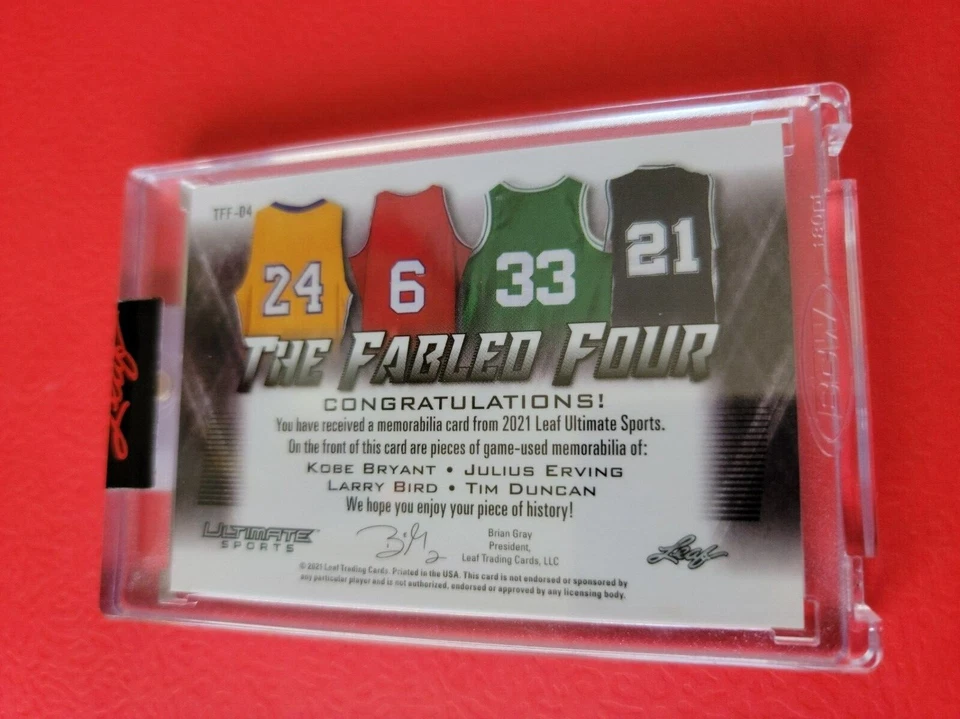 TFF-04
24 6 33 21
THE FABLED FOUR
CONGRATULATIONS!
You have received a memorabilia card from 2021 Leaf Ultimate Sports.
On the front of this card are pieces of game-used memorabilia of:
KOBE BRYANT • JULIUS ERVING
LARRY BIRD • TIM DUNCAN
We hope you enjoy your piece of history!
ULTIMATE
SPORTS
Brian Gray
President,
Leaf Trading Cards, LLC
Leaf
© 2021 Leaf Trading Cards. Printed in the USA. This card is not endorsed or sponsored by
any particular player and is not authorized, endorsed or approved by any licensing body.
Leaf